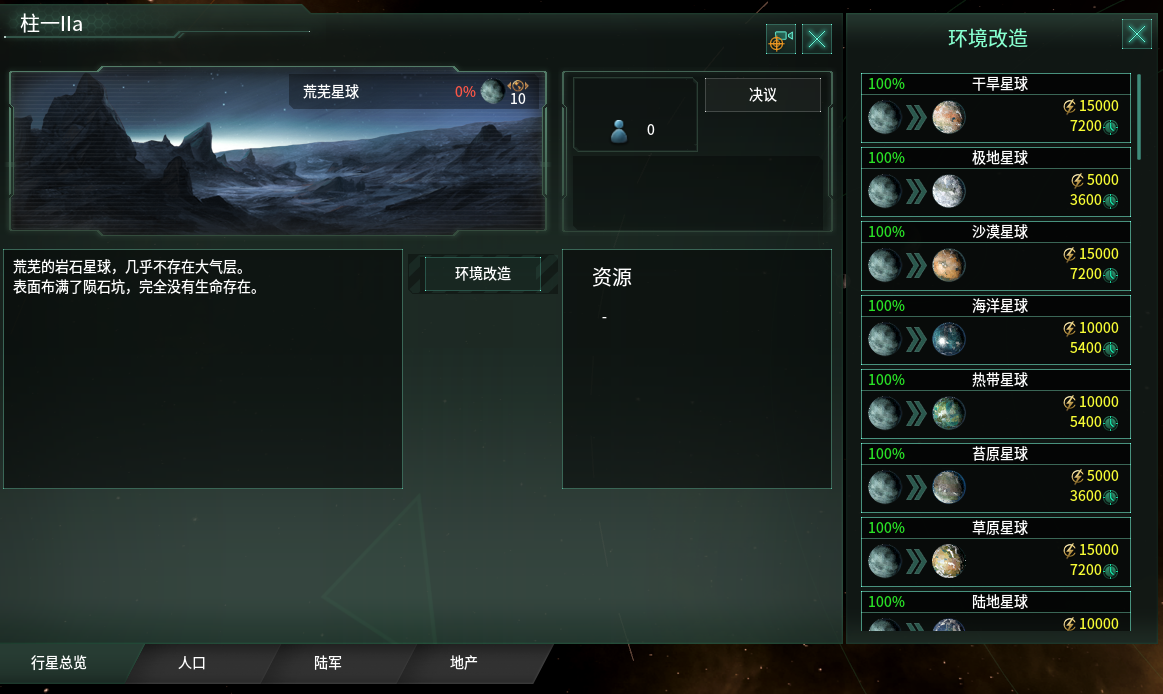 柱一IIa
荒芜星球
0%
10
0
决议
荒芜的岩石星球，几乎不存在大气层。
表面布满了陨石坑，完全没有生命存在。
环境改造
资源
-
行星总览
人口
陆军
地产
环境改造
100% 干旱星球
15000
7200
100% 极地星球
5000
3600
100% 沙漠星球
15000
7200
100% 海洋星球
10000
5400
100% 热带星球
10000
5400
100% 苔原星球
5000
3600
100% 草原星球
15000
7200
100% 陆地星球
10000